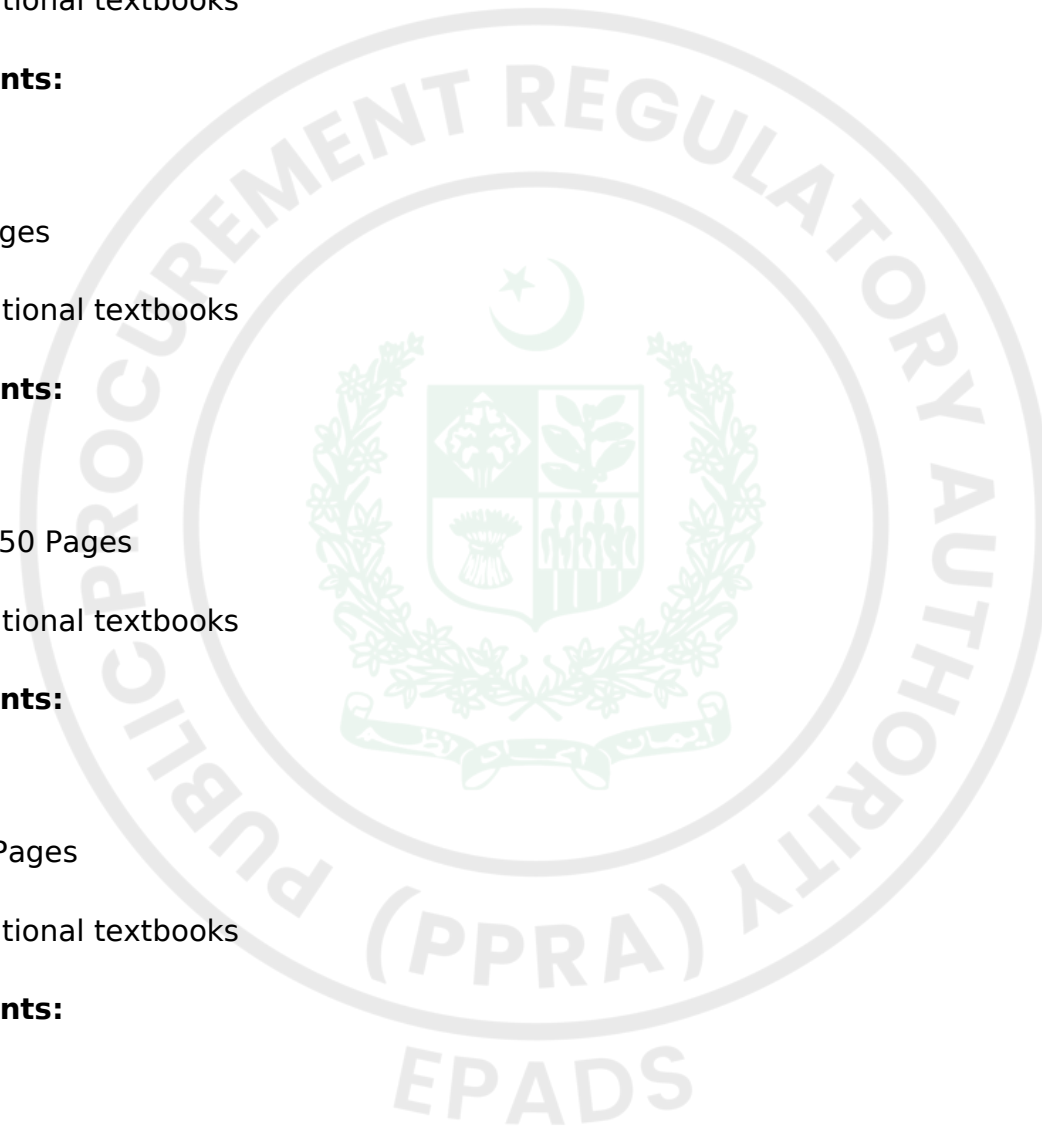 tional textbooks
nts:
ges
tional textbooks
nts:
50 Pages
tional textbooks
nts:
Pages
tional textbooks
nts:
PUBLIC PROCUREMENT REGULATORY AUTHORITY
(PPRA)
EPADS